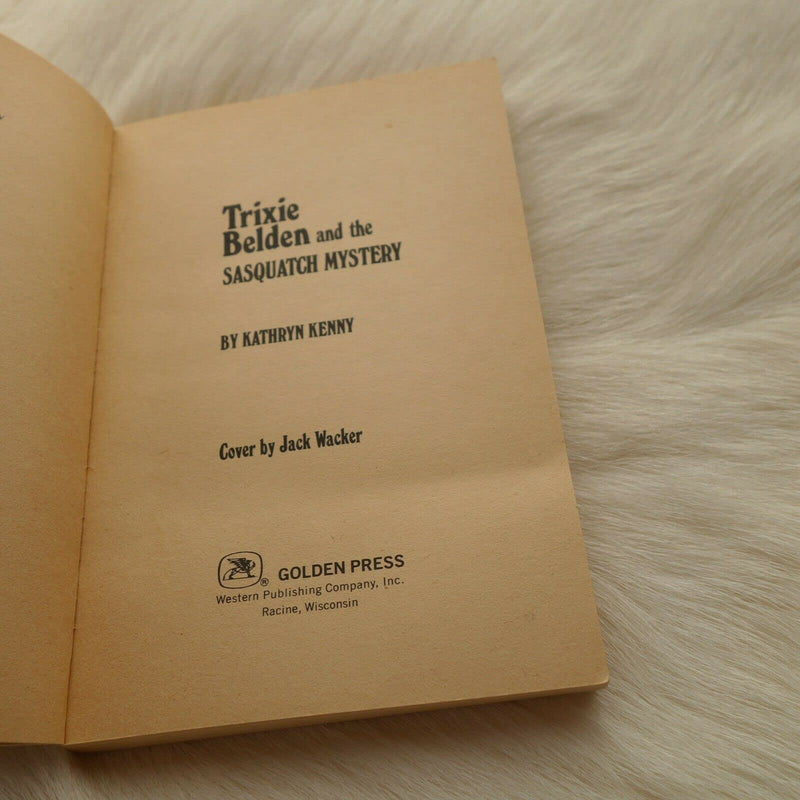 Trixie
Belden and the
SASQUATCH MYSTERY
BY KATHRYN KENNY
Cover by Jack Wacker
® GOLDEN PRESS
Western Publishing Company, Inc.
Racine, Wisconsin